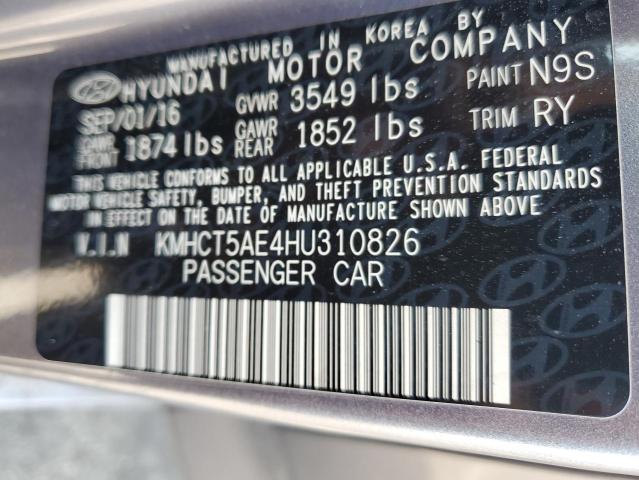 MANUFACTURED IN KOREA BY
HYUNDAI MOTOR COMPANY
SEP/01/16 GVWR 3549 lbs PAINT N9S
GAWR FRONT 1874 lbs GAWR REAR 1852 lbs TRIM RY
THIS VEHICLE CONFORMS TO ALL APPLICABLE U.S.A. FEDERAL
MOTOR VEHICLE SAFETY, BUMPER, AND THEFT PREVENTION STANDARDS
IN EFFECT ON THE DATE OF MANUFACTURE SHOWN ABOVE
V.I.N KMHCT5AE4HU310826
PASSENGER CAR